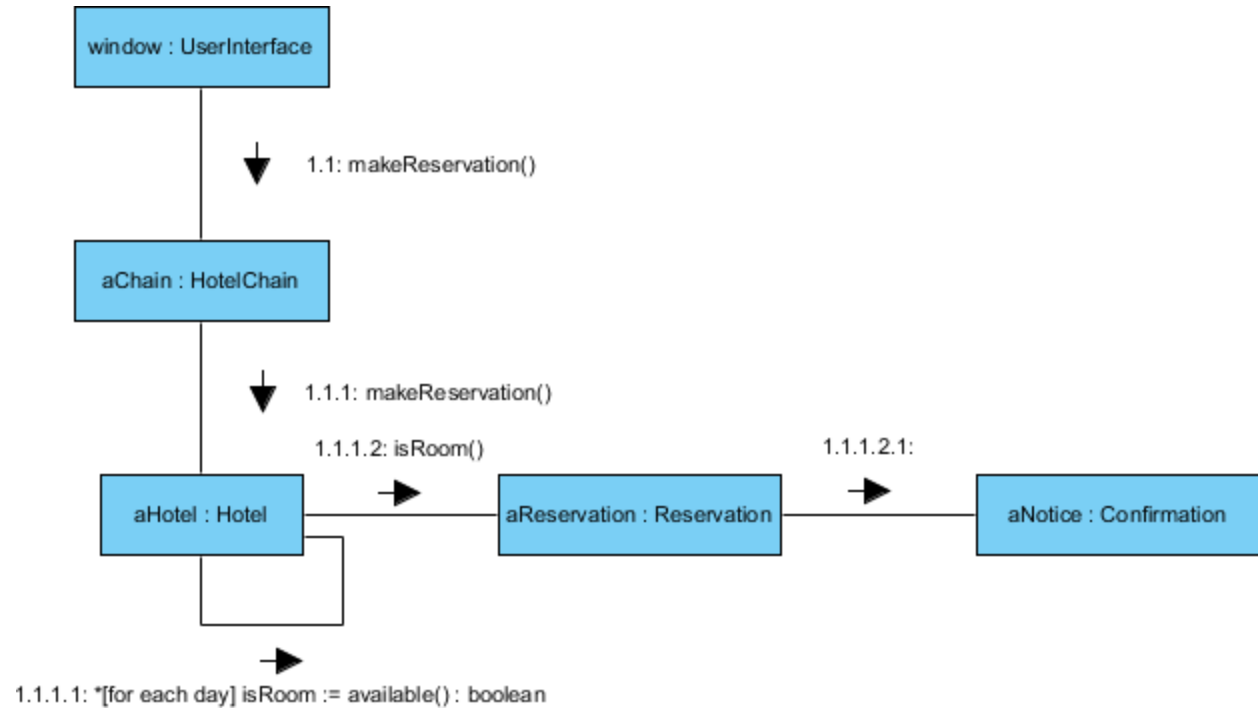 window : UserInterface
1.1: makeReservation()
aChain : HotelChain
1.1.1: makeReservation()
1.1.1.2: isRoom()
1.1.1.2.1:
aHotel : Hotel
aReservation : Reservation
aNotice : Confirmation
1.1.1.1: *[for each day] isRoom := available() : boolean